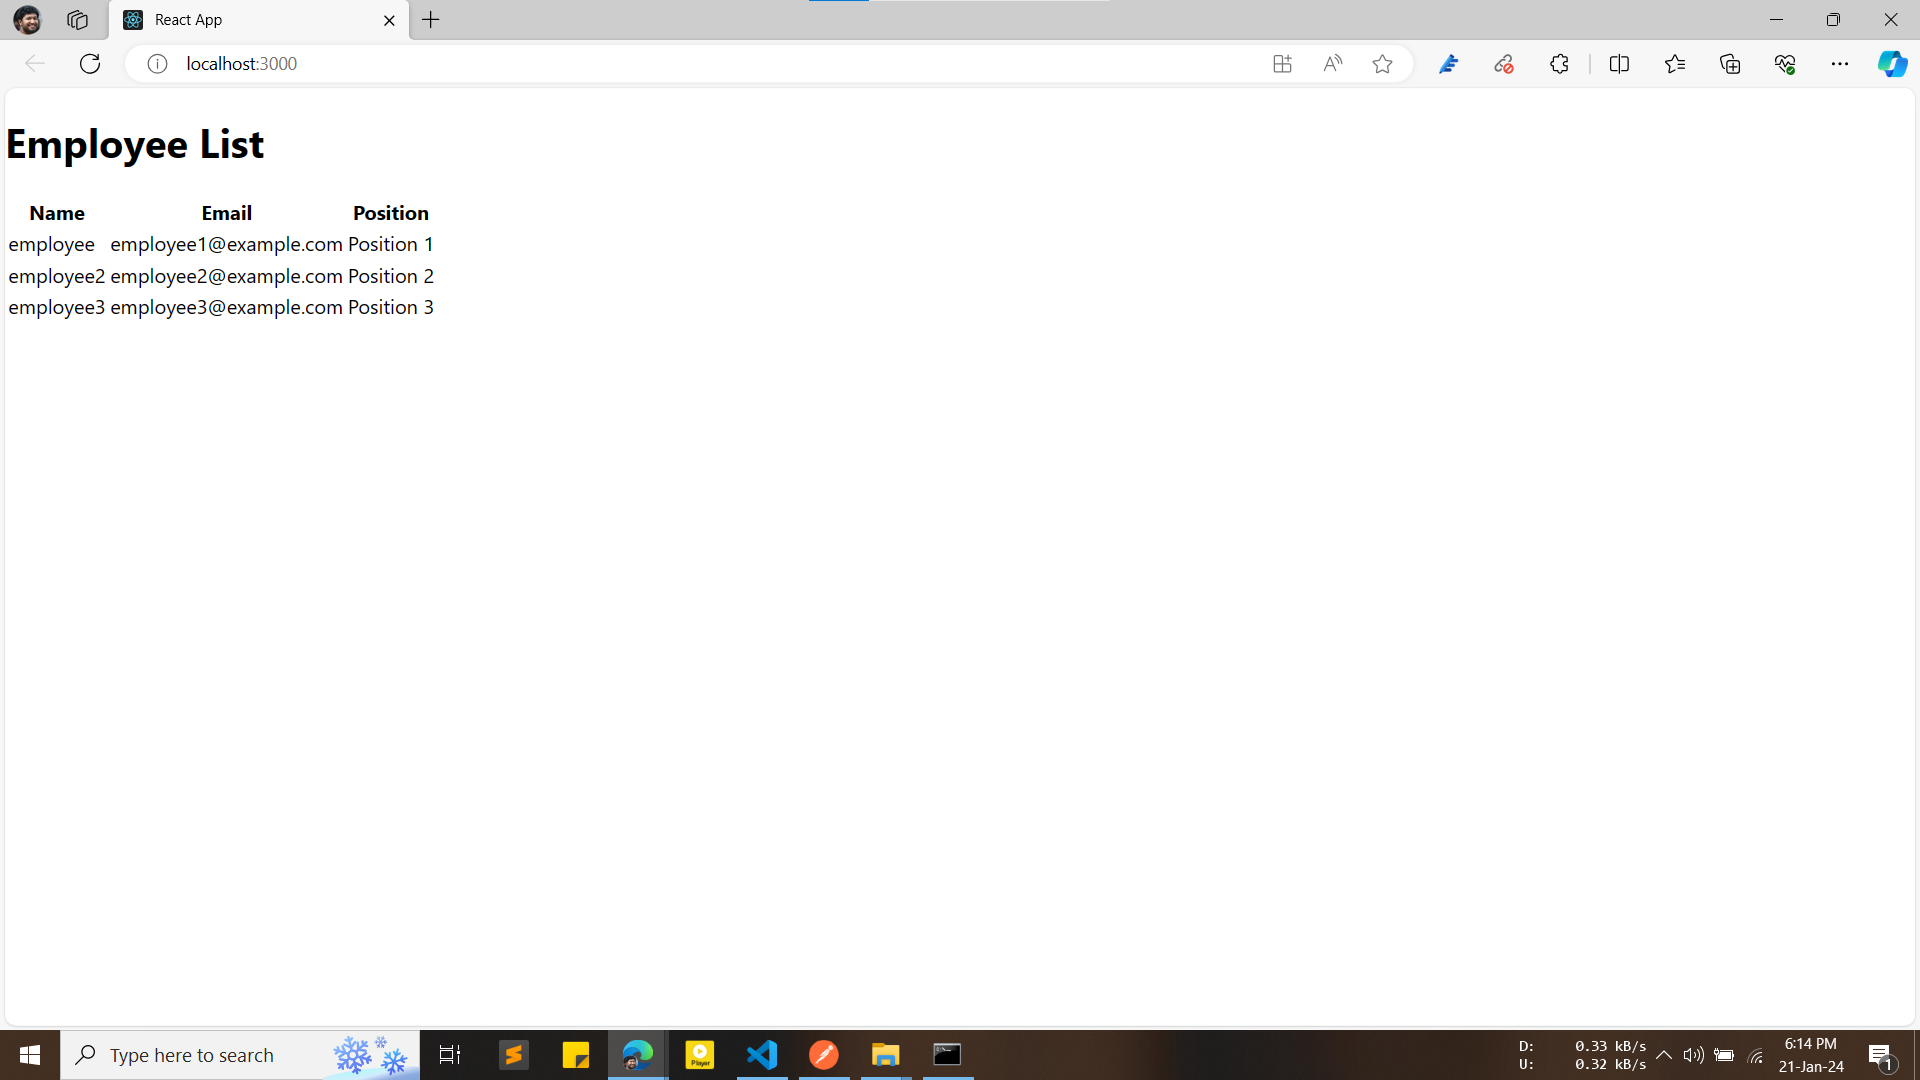 React App
localhost:3000
Employee List
Name Email Position
employee employee1@example.com Position 1
employee2 employee2@example.com Position 2
employee3 employee3@example.com Position 3
Type here to search
Player
D: 0.33 kB/s
U: 0.32 kB/s
6:14 PM
21-Jan-24
1